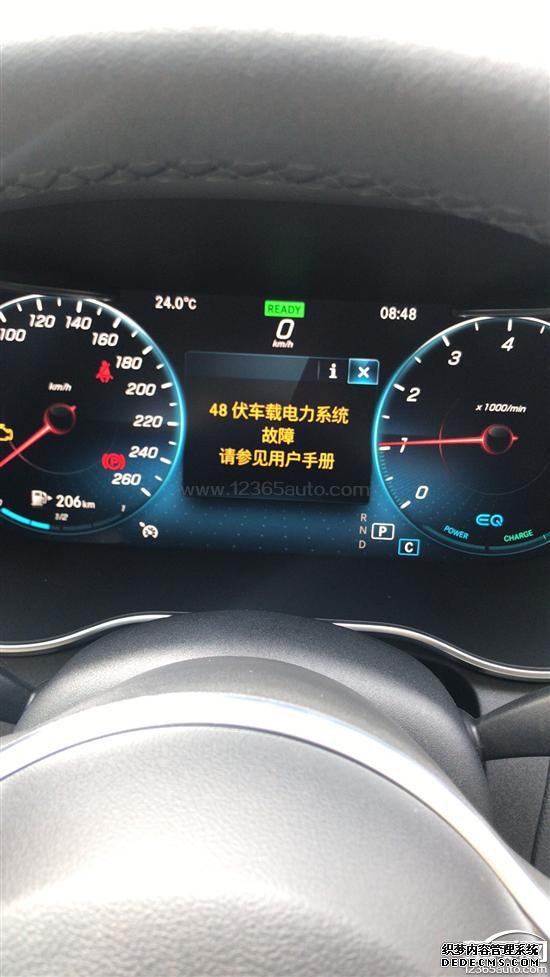 24.0°C
READY
08:48
0
km/h
100 120 140 160 180 200 220 240 260
km/h
P
206 km
1/2
1
i ×
48 伏车载电力系统
故障
请参见用户手册
www.12365auto.com
4
3
2
1
0
x 1000/min
EQ
POWER
CHARGE
R
N P
D
C
织梦内容管理系统
DEDECMS.COM
12365auto.com